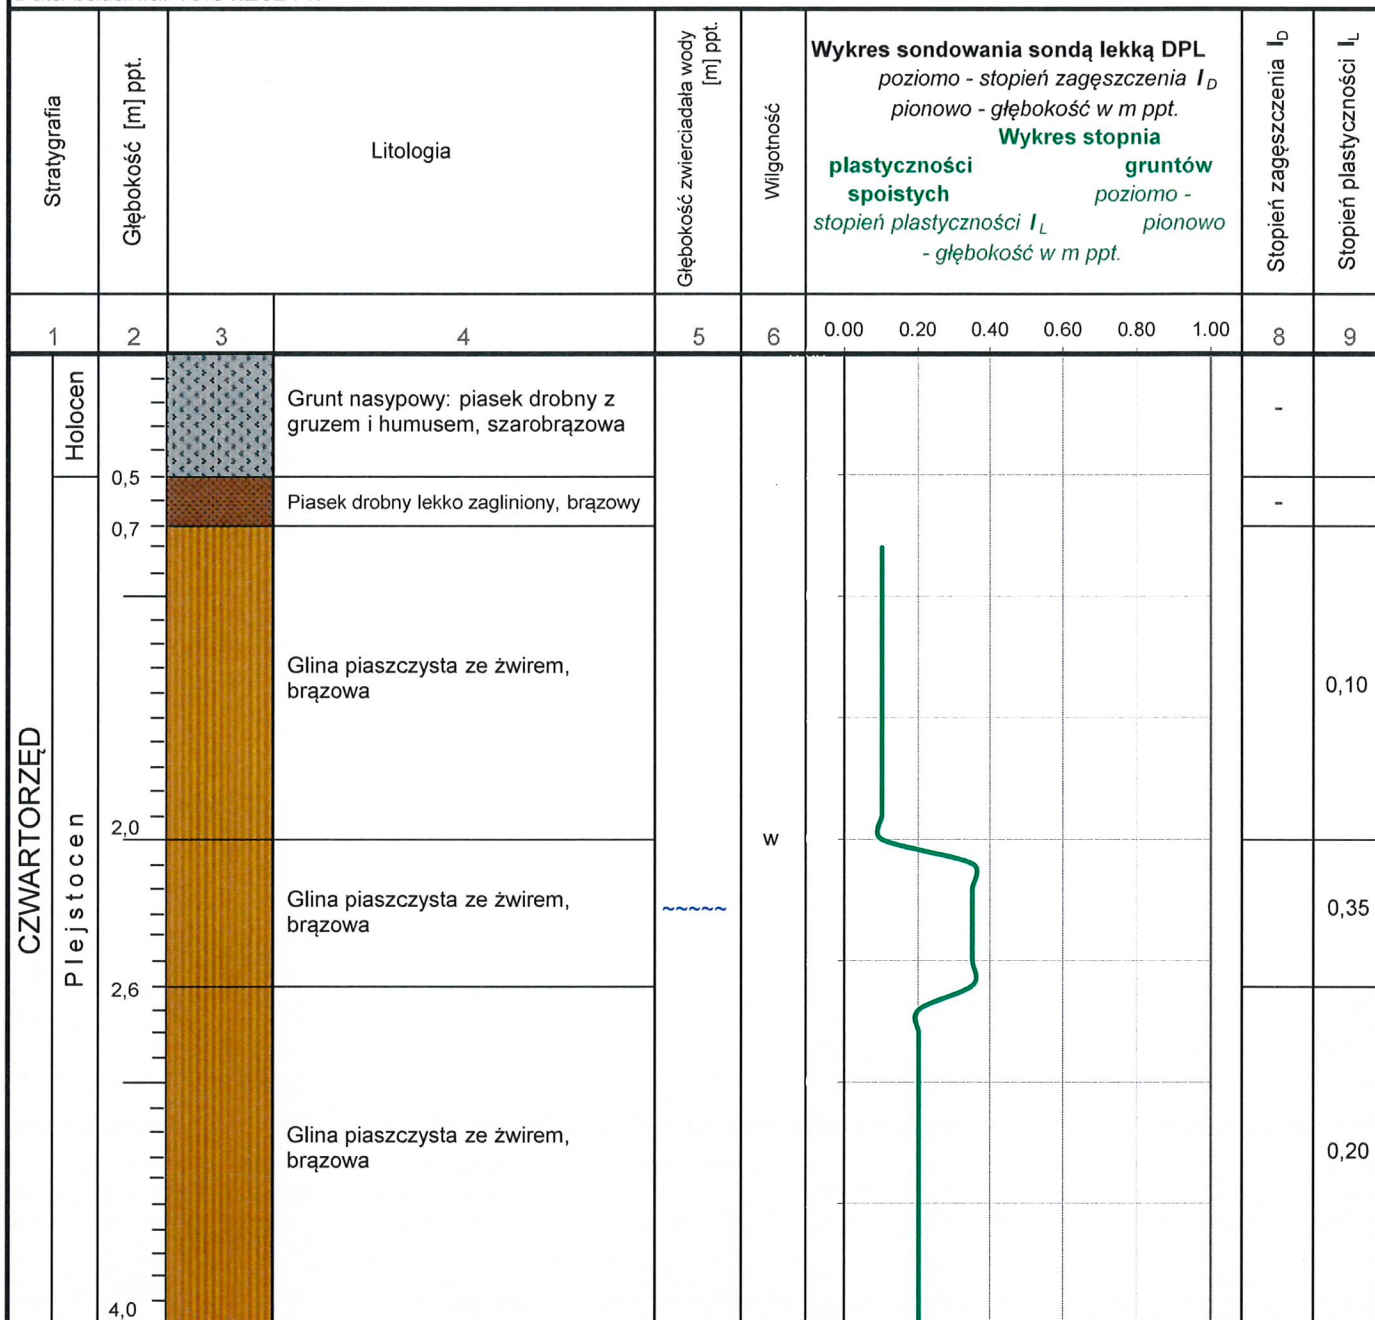 Stratygrafia
Głębokość [m] ppt.
Litologia
Głębokość zwierciadała wody
[m] ppt.
Wilgotność
Wykres sondowania sondą lekką DPL
poziomo - stopień zagęszczenia I D
pionowo - głębokość w m ppt.
Wykres stopnia
plastyczności gruntów
spoistych poziomo -
stopień plastyczności I L pionowo
- głębokość w m ppt.
Stopień zagęszczenia I D
Stopień plastyczności I L
1 2 3 4 5 6 0.00 0.20 0.40 0.60 0.80 1.00 8 9
CZWARTORZĘD
Holocen
Grunt nasypowy: piasek drobny z
gruzem i humusem, szarobrązowa
-
0,5
Plejstocen
Piasek drobny lekko zagliniony, brązowy
-
0,7
Glina piaszczysta ze żwirem,
brązowa
0,10
2,0
w
Glina piaszczysta ze żwirem,
brązowa
~~~~~
0,35
2,6
Glina piaszczysta ze żwirem,
brązowa
0,20
4,0